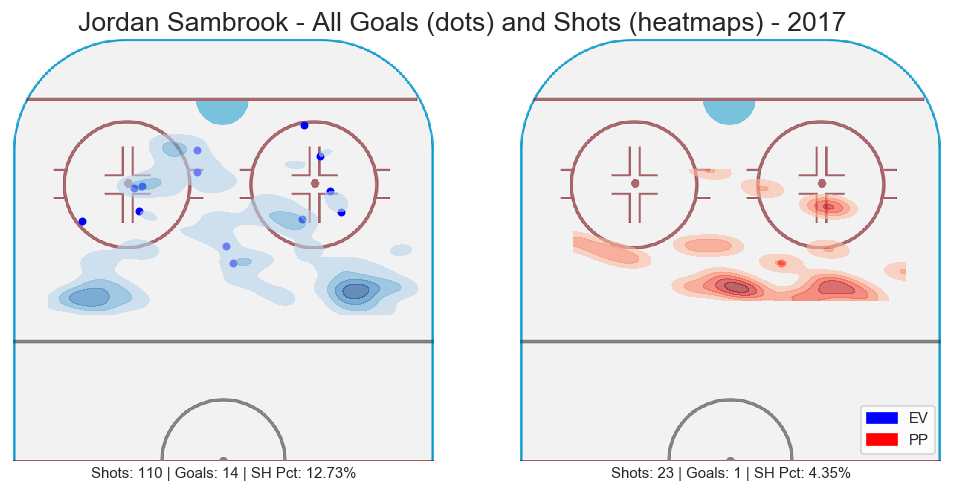 Jordan Sambrook - All Goals (dots) and Shots (heatmaps) - 2017
EV
PP
Shots: 110 | Goals: 14 | SH Pct: 12.73%
Shots: 23 | Goals: 1 | SH Pct: 4.35%